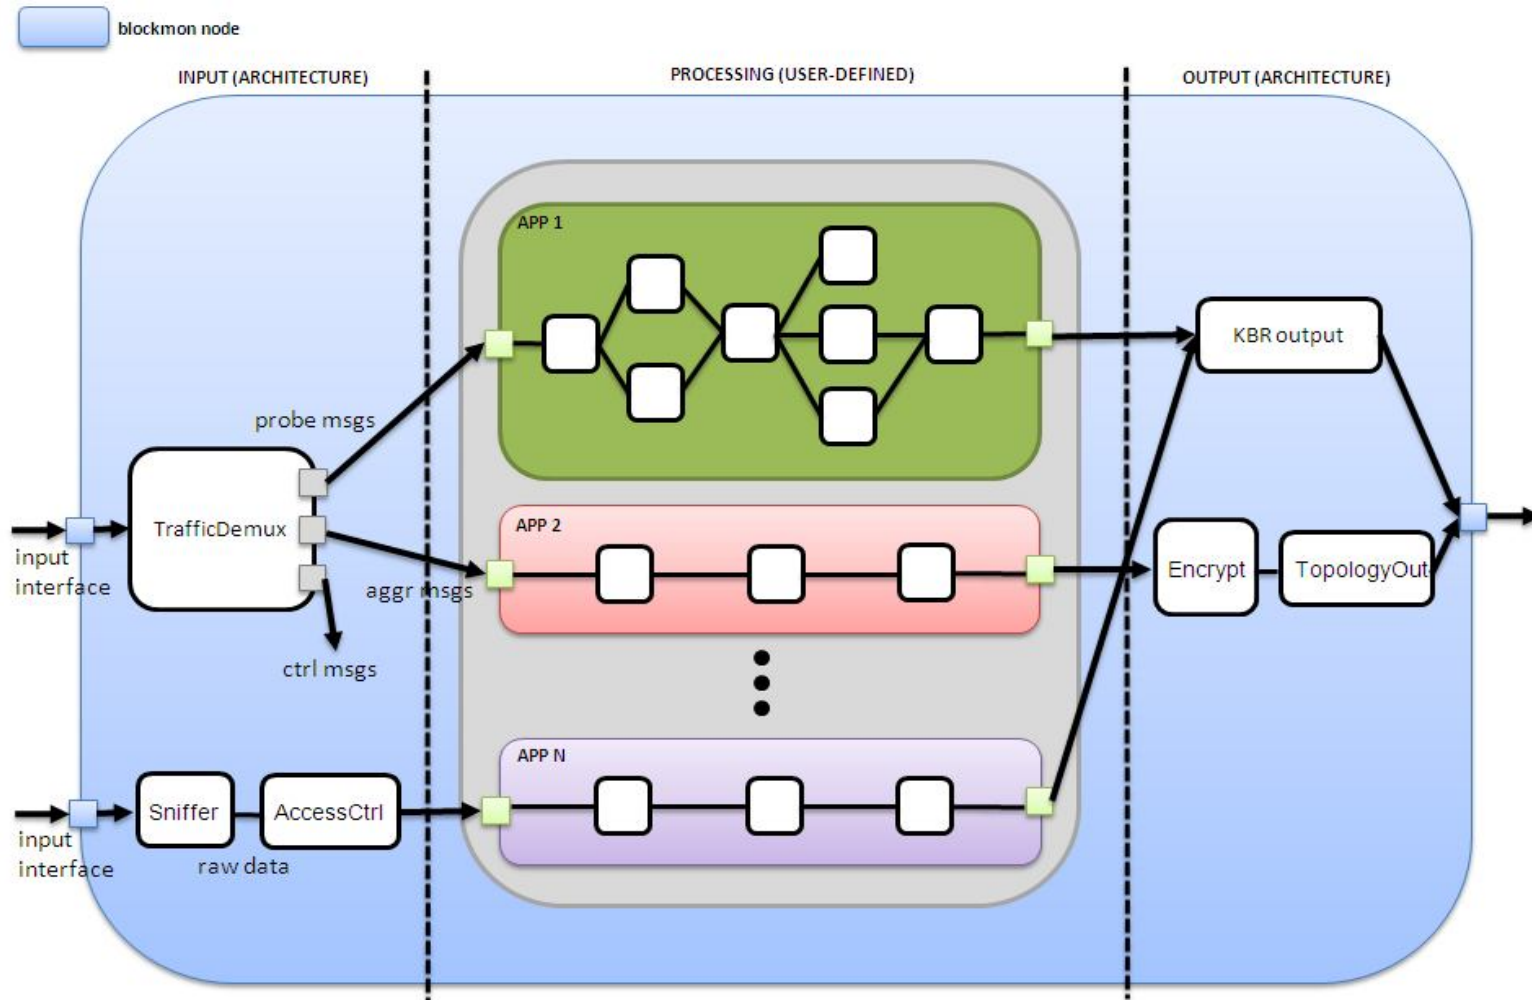 blockmon node
INPUT (ARCHITECTURE)
PROCESSING (USER-DEFINED)
OUTPUT (ARCHITECTURE)
APP 1
KBR output
probe msgs
TrafficDemux
input
interface
aggr msgs
ctrl msgs
APP 2
Encrypt
TopologyOut
APP N
Sniffer
AccessCtrl
input
interface
raw data